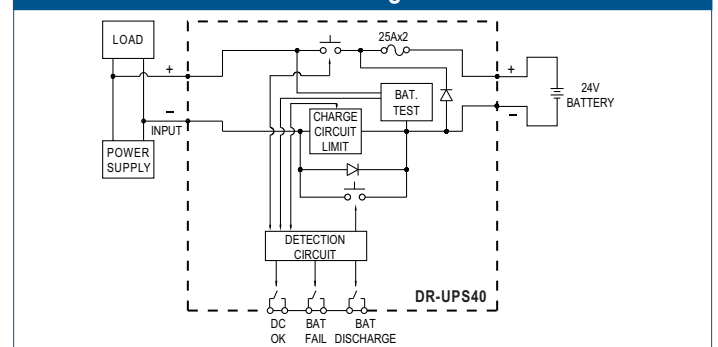 LOAD
25Ax2
+
+
BAT.
TEST
24V
BATTERY
–
–
INPUT
CHARGE
CIRCUIT
LIMIT
POWER
SUPPLY
DETECTION
CIRCUIT
DR-UPS40
DC
OK
BAT
FAIL
BAT
DISCHARGE